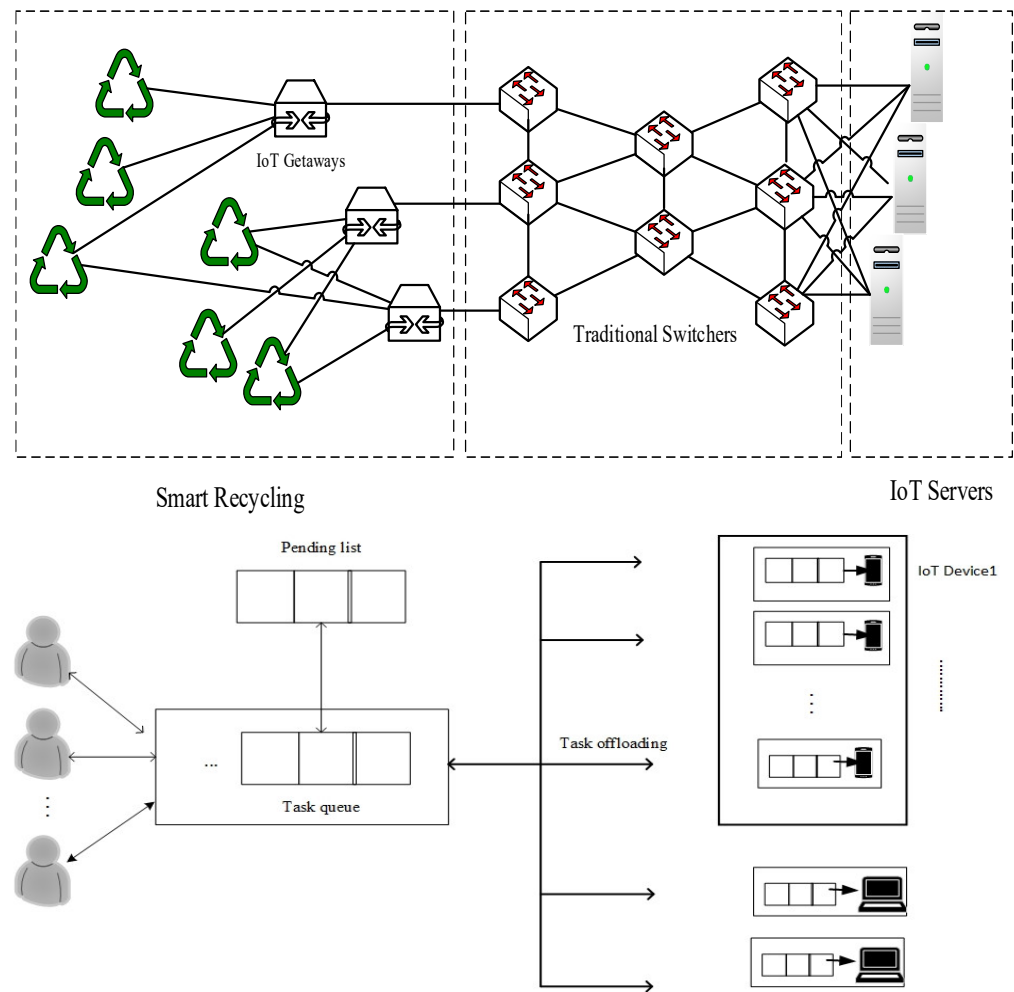 IoT Getaways
Traditional Switchers
Smart Recycling
IoT Servers
Pending list
IoT Device1
Task offloading
...
Task queue